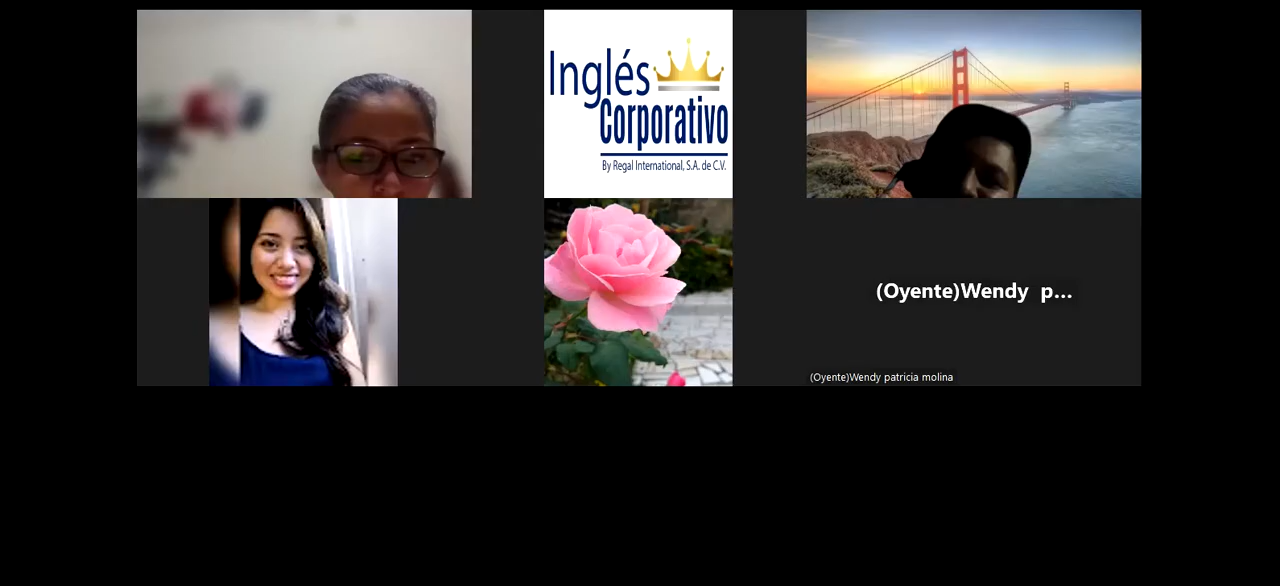 Inglés
Corporativo
By Regal International, S.A. de C.V.
(Oyente)Wendy p...
(Oyente)Wendy patricia molina